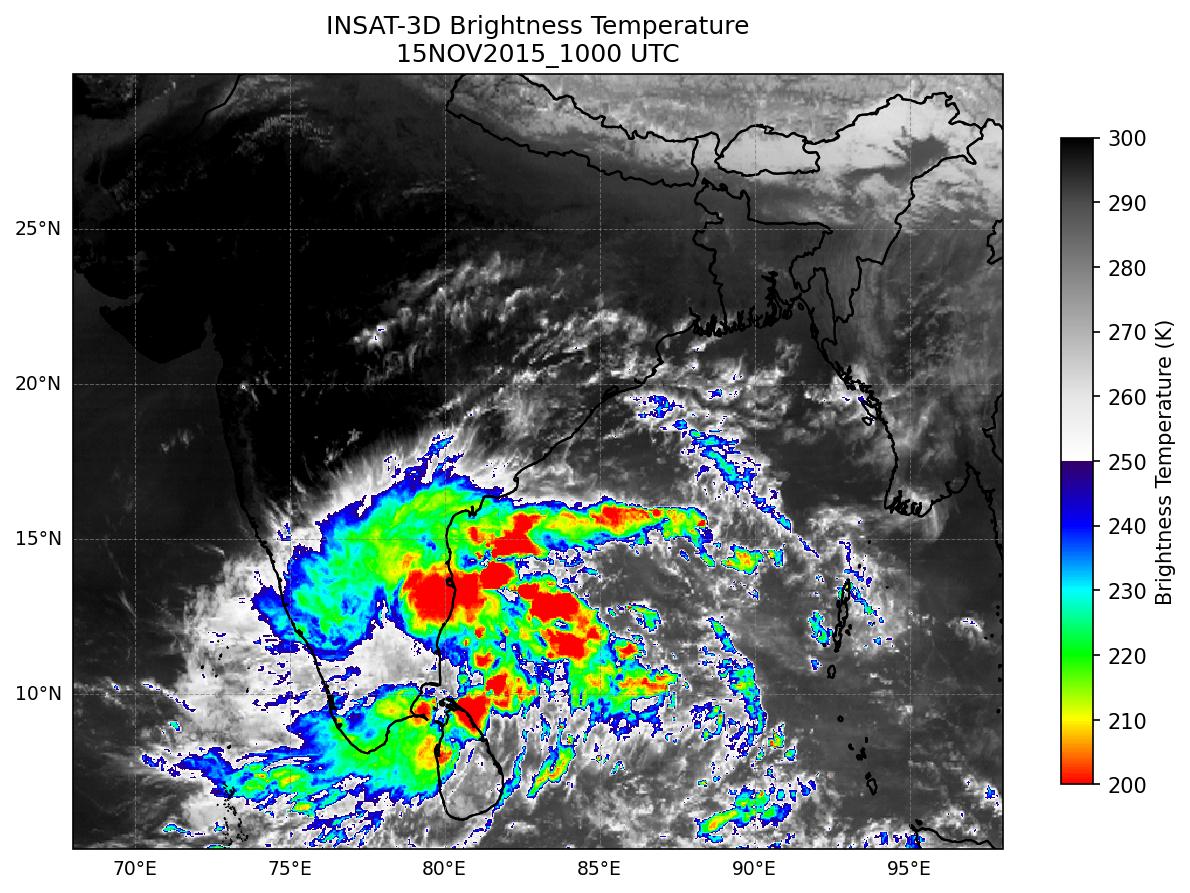 INSAT-3D Brightness Temperature
15NOV2015_1000 UTC
25°N
20°N
15°N
10°N
70°E
75°E
80°E
85°E
90°E
95°E
300
290
280
270
260
250
240
230
220
210
200
Brightness Temperature (K)